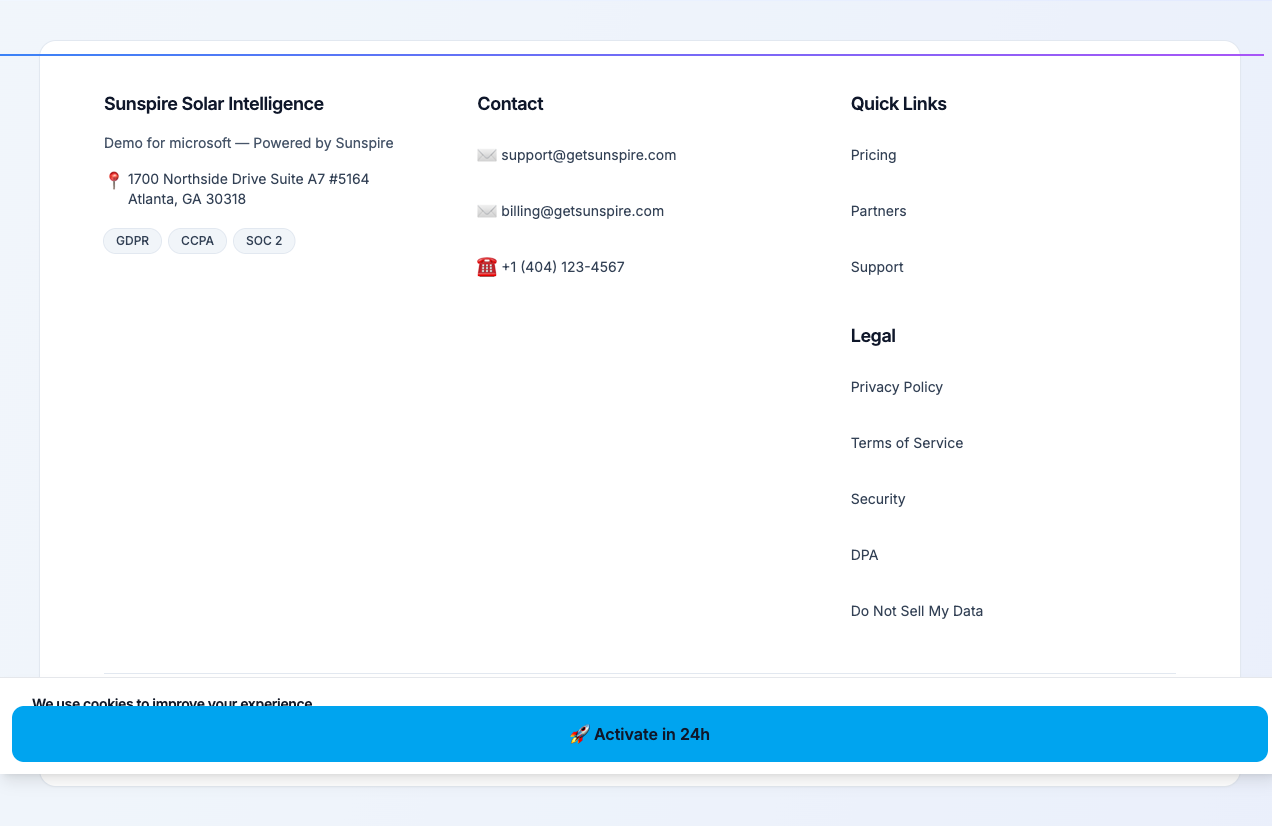 Sunspire Solar Intelligence
Demo for microsoft — Powered by Sunspire
1700 Northside Drive Suite A7 #5164
Atlanta, GA 30318
GDPR
CCPA
SOC 2
Contact
support@getsunspire.com
billing@getsunspire.com
+1 (404) 123-4567
Quick Links
Pricing
Partners
Support
Legal
Privacy Policy
Terms of Service
Security
DPA
Do Not Sell My Data
We use cookies to improve your experience
🚀 Activate in 24h